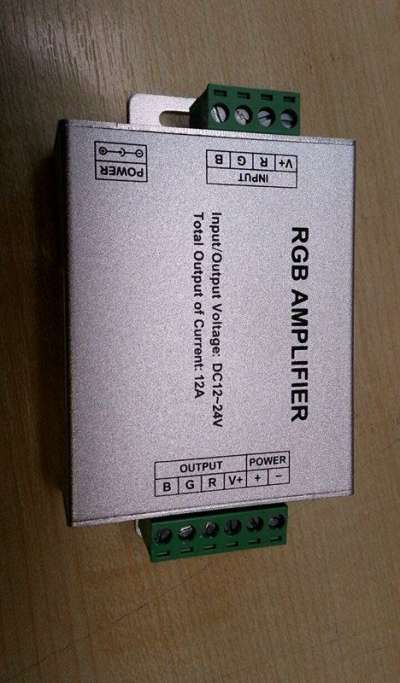 RGB AMPLIFIER
Input/Output Voltage: DC12~24V
Total Output of Current: 12A
POWER
INPUT
V+ R G B
OUTPUT POWER
B G R V+ + −